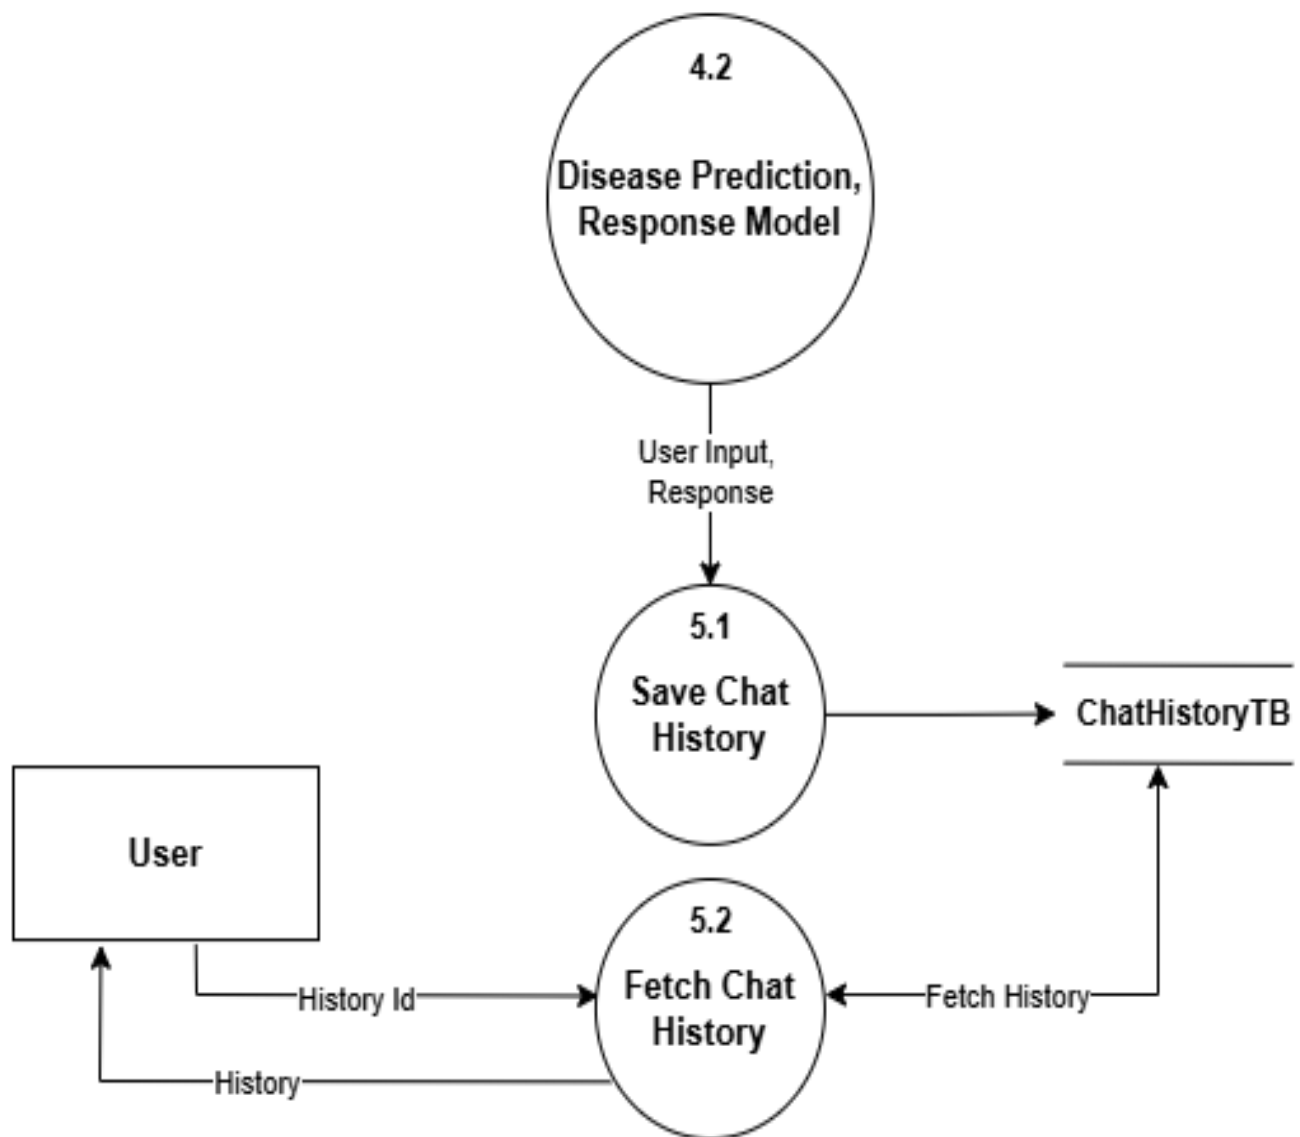 4.2
Disease Prediction,
Response Model
User Input,
Response
5.1
Save Chat
History
ChatHistoryTB
User
5.2
Fetch Chat
History
History Id
Fetch History
History